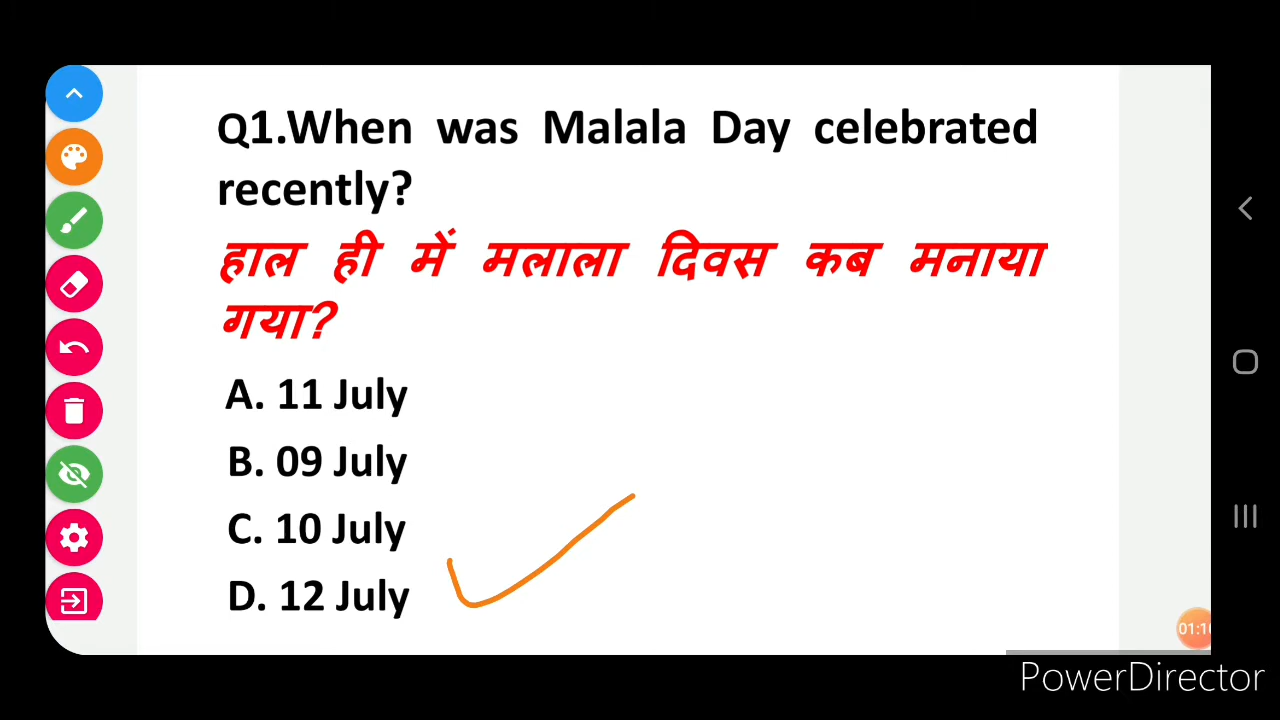 Q1.When was Malala Day celebrated
recently?
हाल ही में मलाला दिवस कब मनाया
गया?
A. 11 July
B. 09 July
C. 10 July
D. 12 July
PowerDirector